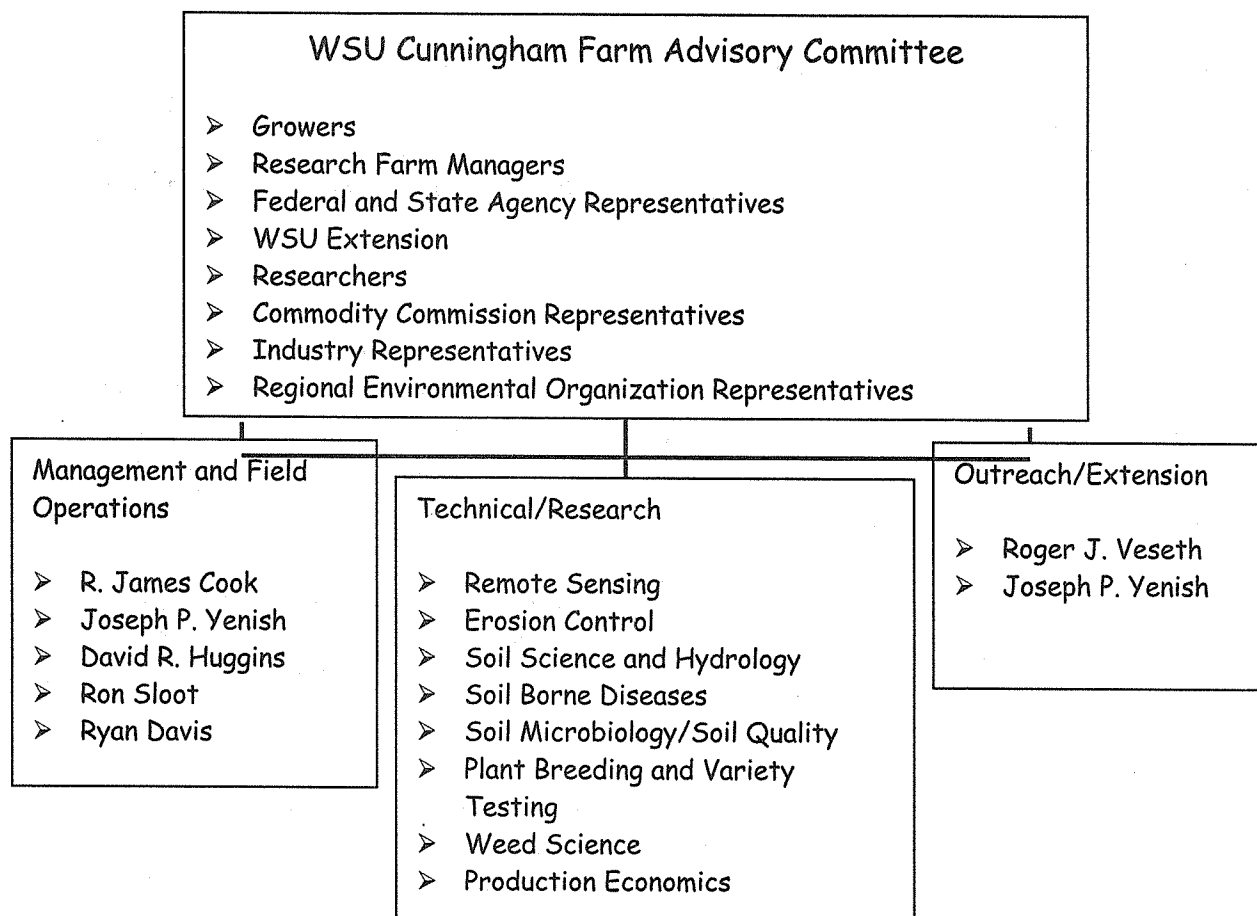 WSU Cunningham Farm Advisory Committee
➢ Growers
➢ Research Farm Managers
➢ Federal and State Agency Representatives
➢ WSU Extension
➢ Researchers
➢ Commodity Commission Representatives
➢ Industry Representatives
➢ Regional Environmental Organization Representatives
Management and Field
Operations
➢ R. James Cook
➢ Joseph P. Yenish
➢ David R. Huggins
➢ Ron Sloot
➢ Ryan Davis
Technical/Research
➢ Remote Sensing
➢ Erosion Control
➢ Soil Science and Hydrology
➢ Soil Borne Diseases
➢ Soil Microbiology/Soil Quality
➢ Plant Breeding and Variety
Testing
➢ Weed Science
➢ Production Economics
Outreach/Extension
➢ Roger J. Veseth
➢ Joseph P. Yenish